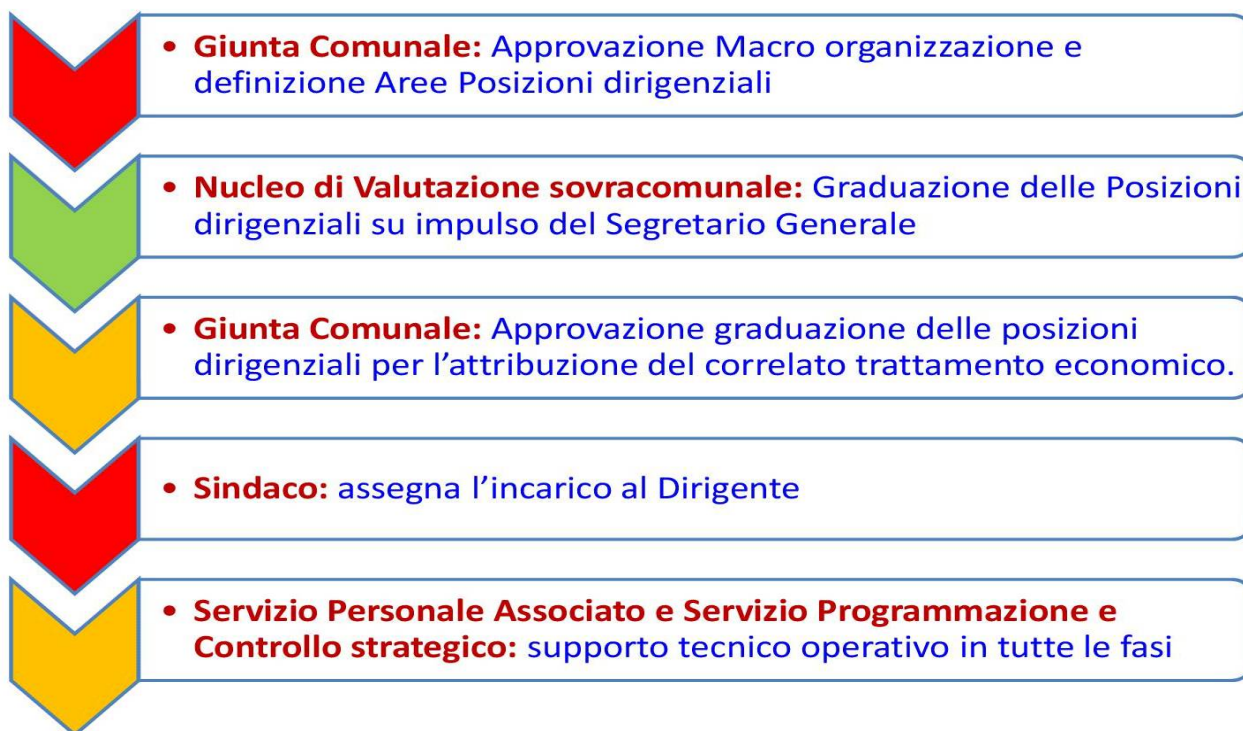 • Giunta Comunale: Approvazione Macro organizzazione e
definizione Aree Posizioni dirigenziali
• Nucleo di Valutazione sovracomunale: Graduazione delle Posizioni
dirigenziali su impulso del Segretario Generale
• Giunta Comunale: Approvazione graduazione delle posizioni
dirigenziali per l’attribuzione del correlato trattamento economico.
• Sindaco: assegna l’incarico al Dirigente
• Servizio Personale Associato e Servizio Programmazione e
Controllo strategico: supporto tecnico operativo in tutte le fasi